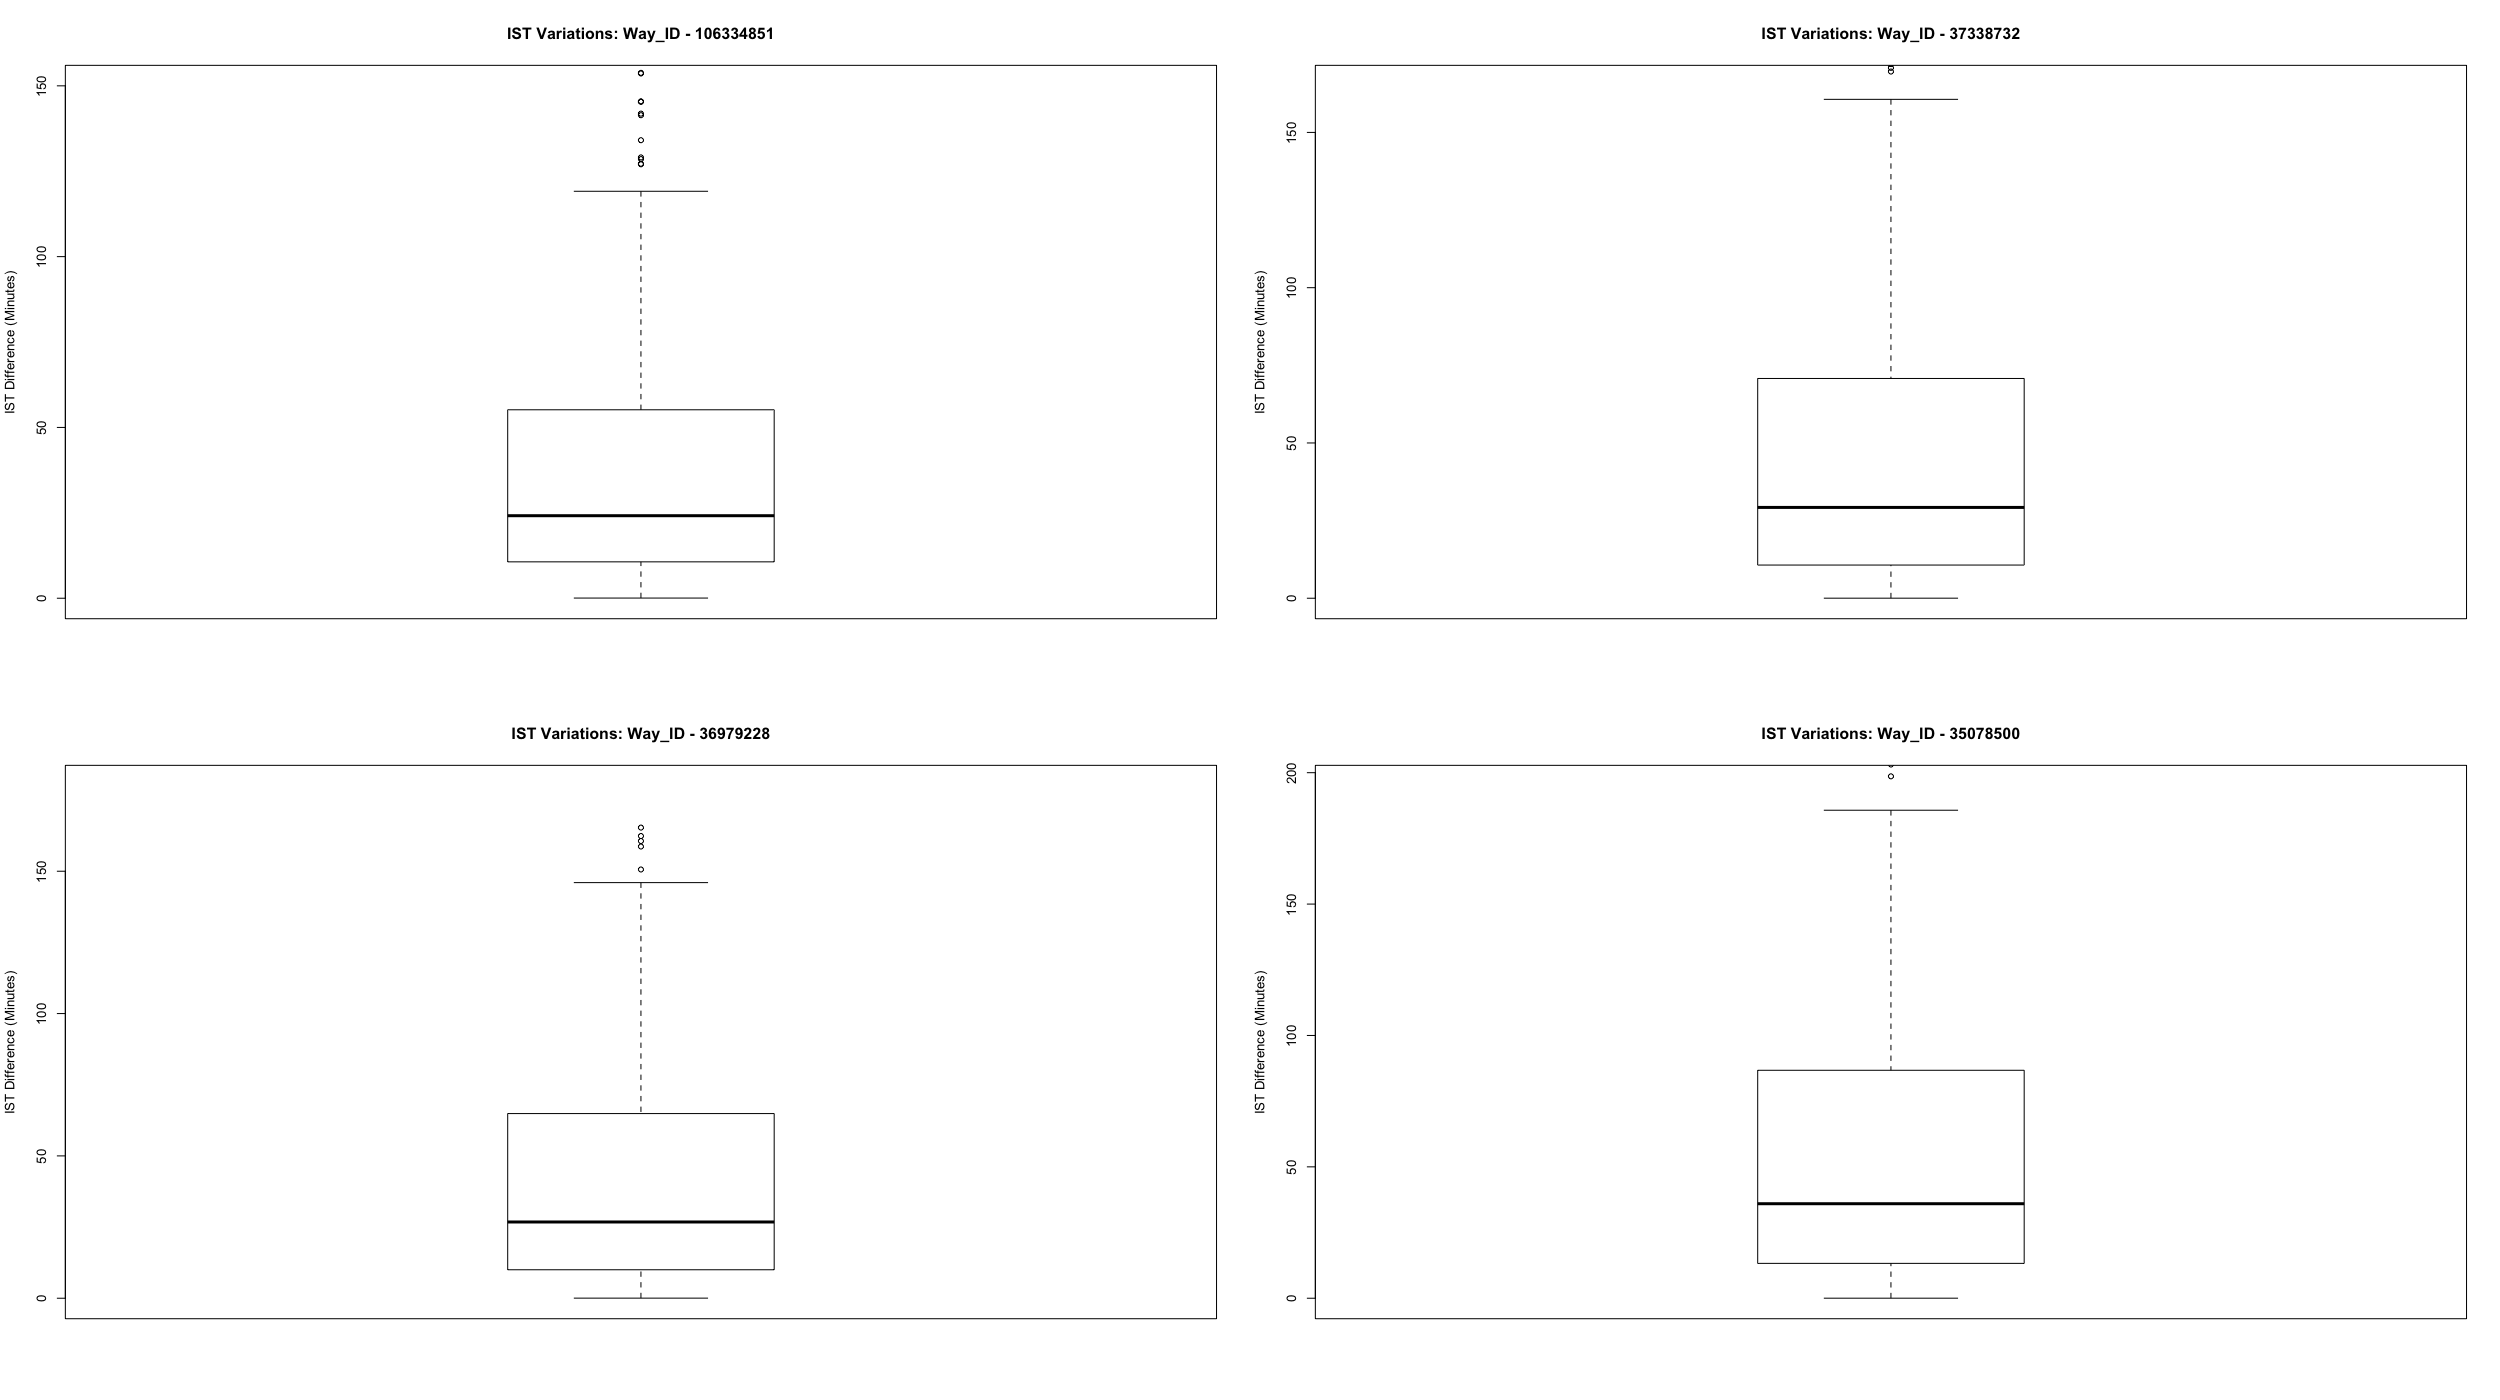 IST Variations: Way_ID - 106334851
IST Difference (Minutes)
150
100
50
0
IST Variations: Way_ID - 37338732
IST Difference (Minutes)
150
100
50
0
IST Variations: Way_ID - 36979228
IST Difference (Minutes)
150
100
50
0
IST Variations: Way_ID - 35078500
IST Difference (Minutes)
200
150
100
50
0